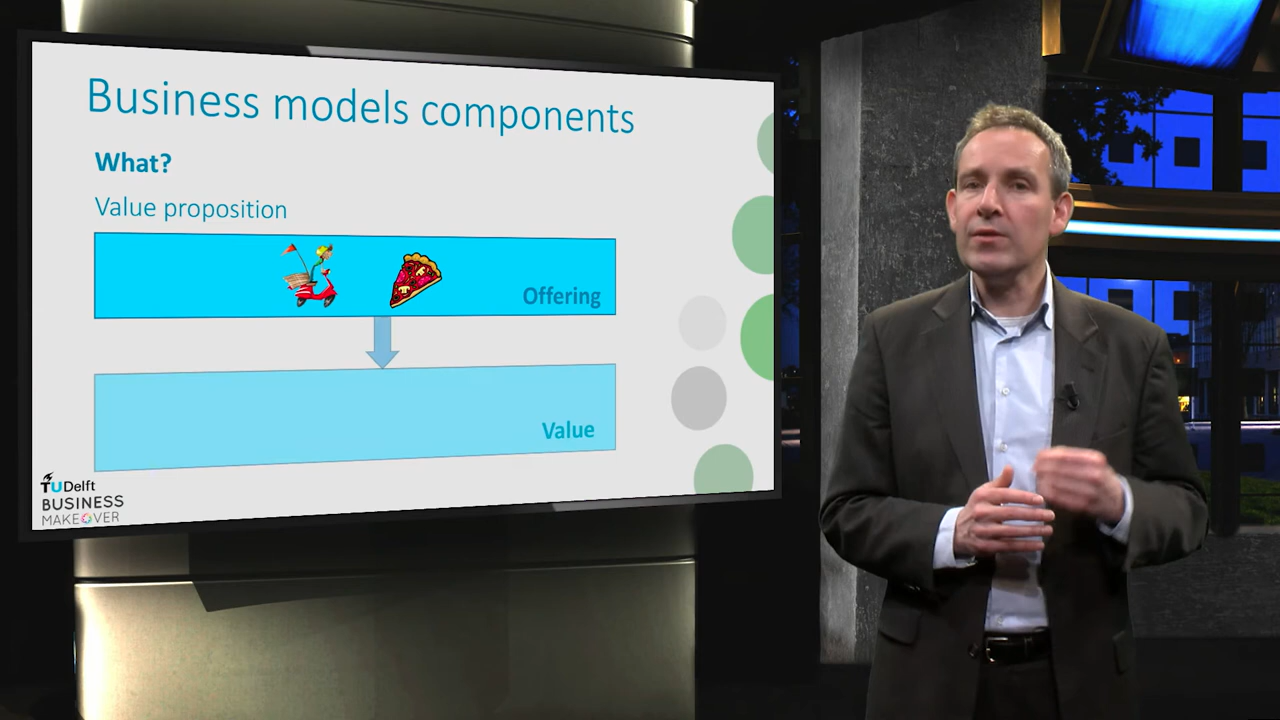 Business models components
What?
Value proposition
Offering
Value
TUDelft
BUSINESS
MAKEOVER